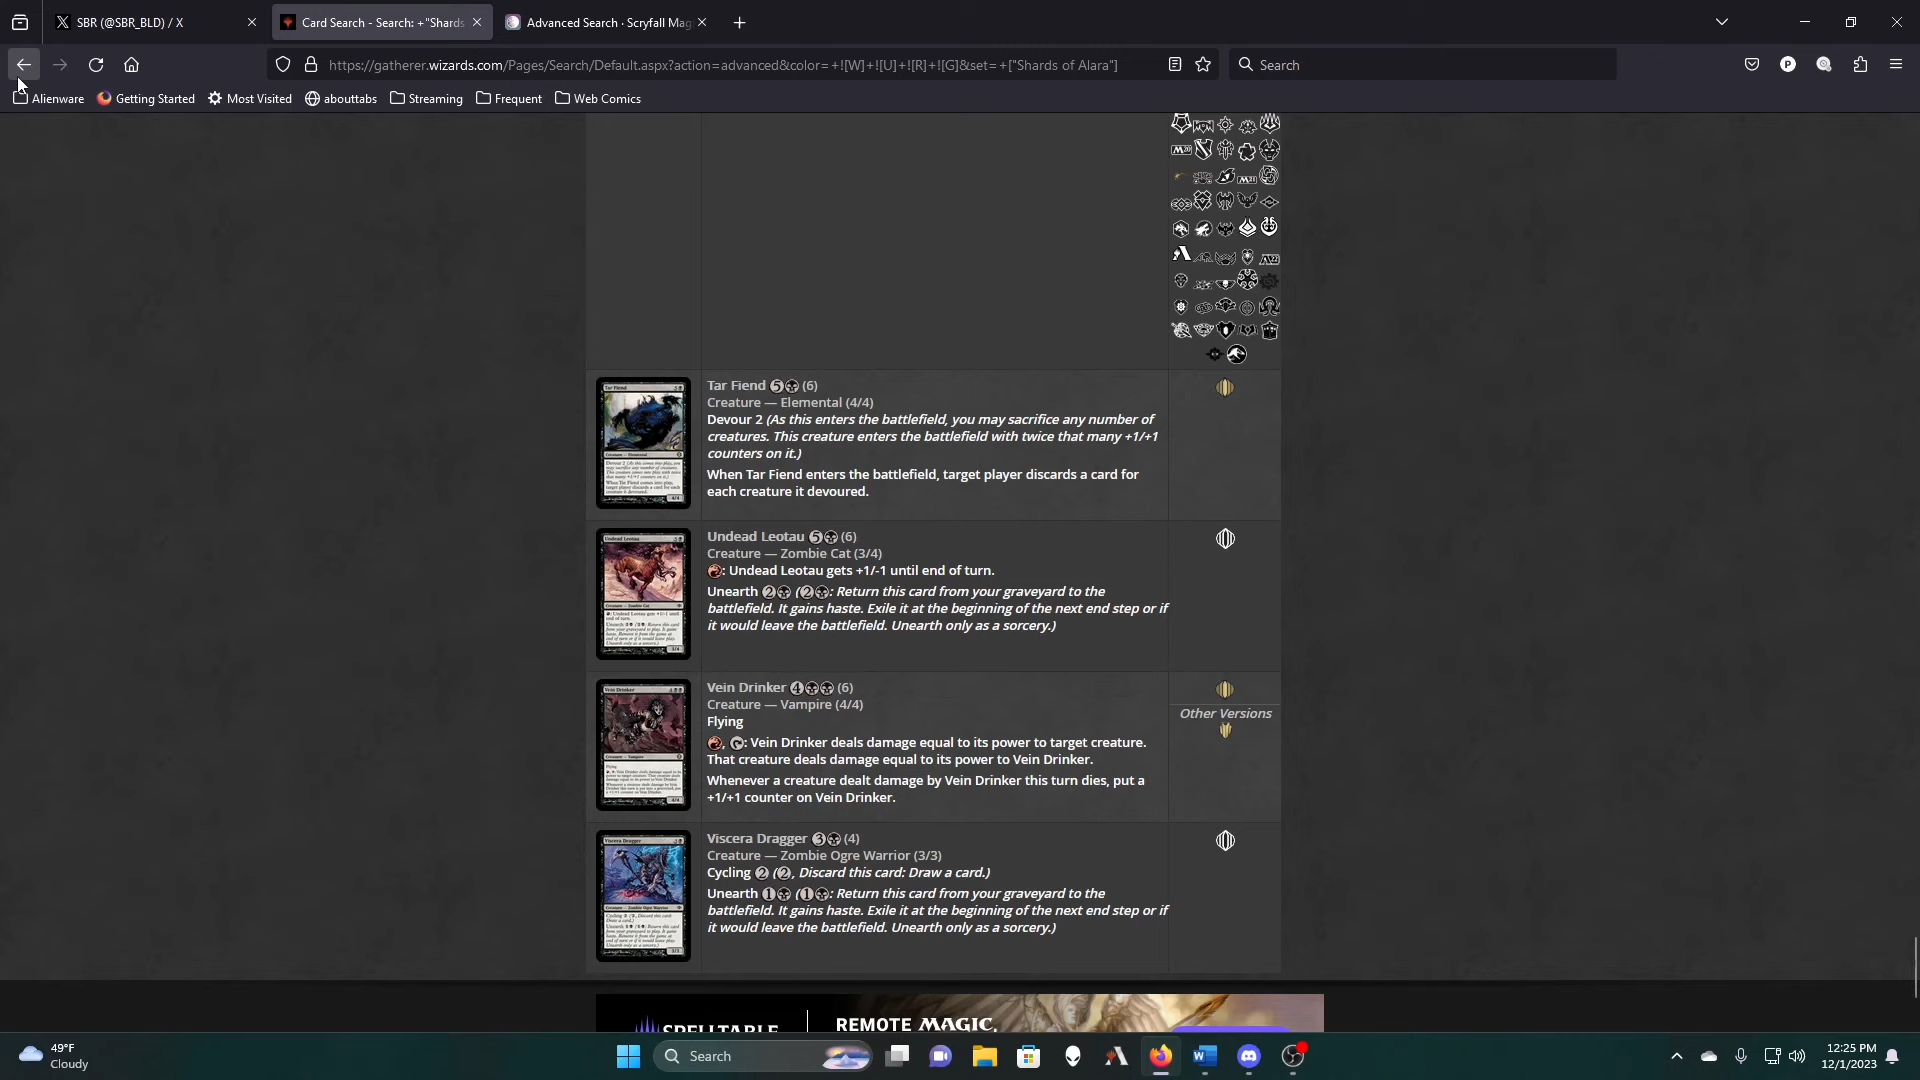 SBR (@SBR_BLD) / X
Card Search - Search: +"Shards
Advanced Search · Scryfall Mag
https://gatherer.wizards.com/Pages/Search/Default.aspx?action=advanced&color=+![W]+![U]+![R]+![G]&set=+["Shards of Alara"]
Search
Alienware
Getting Started
Most Visited
abouttabs
Streaming
Frequent
Web Comics
Tar Fiend 5 (6)
Creature — Elemental (4/4)
Devour 2 (As this enters the battlefield, you may sacrifice any number of
creatures. This creature enters the battlefield with twice that many +1/+1
counters on it.)
When Tar Fiend enters the battlefield, target player discards a card for
each creature it devoured.
Undead Leotau 5 (6)
Creature — Zombie Cat (3/4)
: Undead Leotau gets +1/-1 until end of turn.
Unearth 2 (2: Return this card from your graveyard to the
battlefield. It gains haste. Exile it at the beginning of the next end step or if
it would leave the battlefield. Unearth only as a sorcery.)
Vein Drinker 4 (6)
Creature — Vampire (4/4)
Flying
, : Vein Drinker deals damage equal to its power to target creature.
That creature deals damage equal to its power to Vein Drinker.
Whenever a creature dealt damage by Vein Drinker this turn dies, put a
+1/+1 counter on Vein Drinker.
Other Versions
Viscera Dragger 3 (4)
Creature — Zombie Ogre Warrior (3/3)
Cycling 2 (2, Discard this card: Draw a card.)
Unearth 1 (1: Return this card from your graveyard to the
battlefield. It gains haste. Exile it at the beginning of the next end step or if
it would leave the battlefield. Unearth only as a sorcery.)
SPELLTABLE
REMOTE MAGIC.
49°F
Cloudy
Search
12:25 PM
12/1/2023